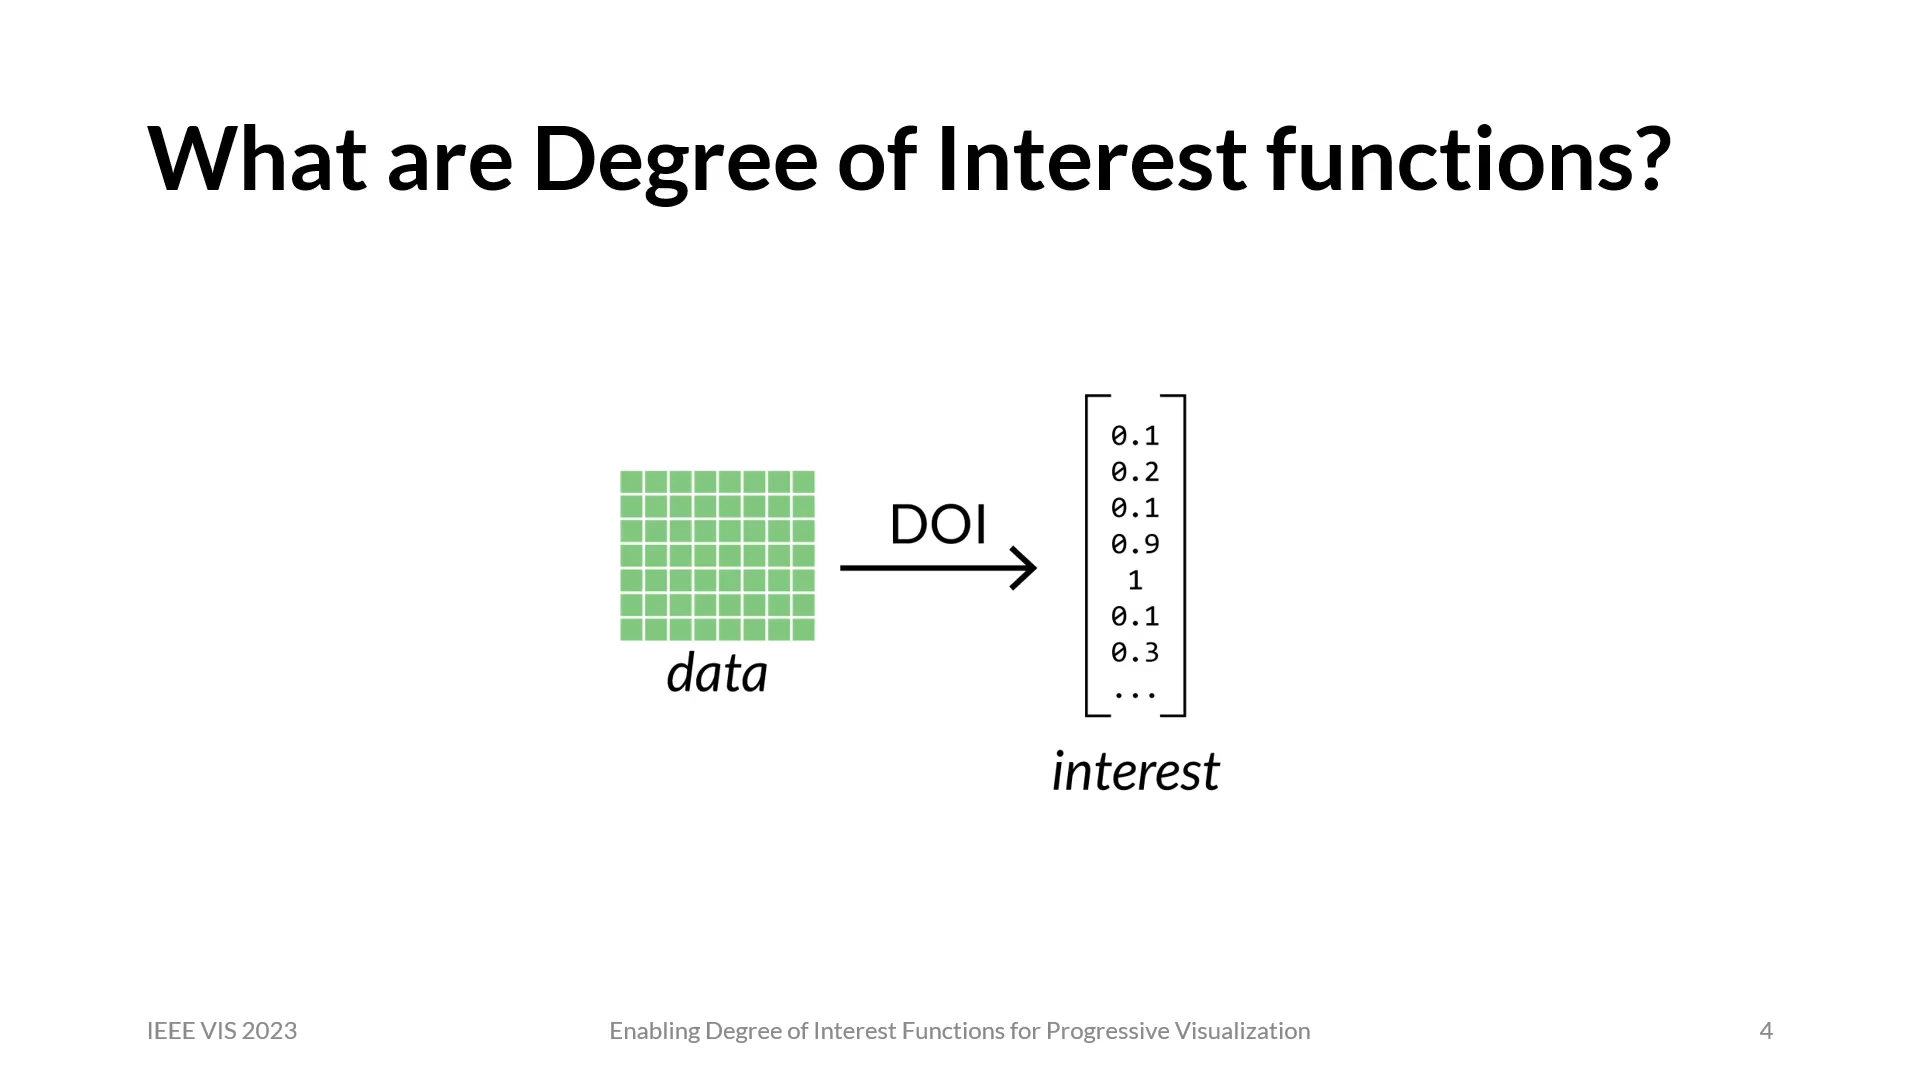 What are Degree of Interest functions?
DOI
data
0.1
0.2
0.1
0.9
1
0.1
0.3
...
interest
IEEE VIS 2023
Enabling Degree of Interest Functions for Progressive Visualization
4